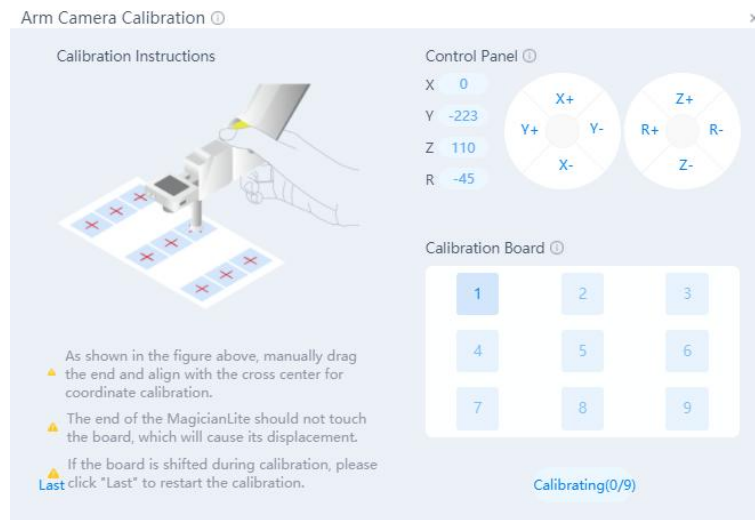 Arm Camera Calibration
Calibration Instructions
As shown in the figure above, manually drag
the end and align with the cross center for
coordinate calibration.
The end of the MagicianLite should not touch
the board, which will cause its displacement.
If the board is shifted during calibration, please
click "Last" to restart the calibration.
Last
Control Panel
X 0
Y -223
Z 110
R -45
X+
Y+ Y-
X-
Z+
R+ R-
Z-
Calibration Board
1 2 3
4 5 6
7 8 9
Calibrating(0/9)